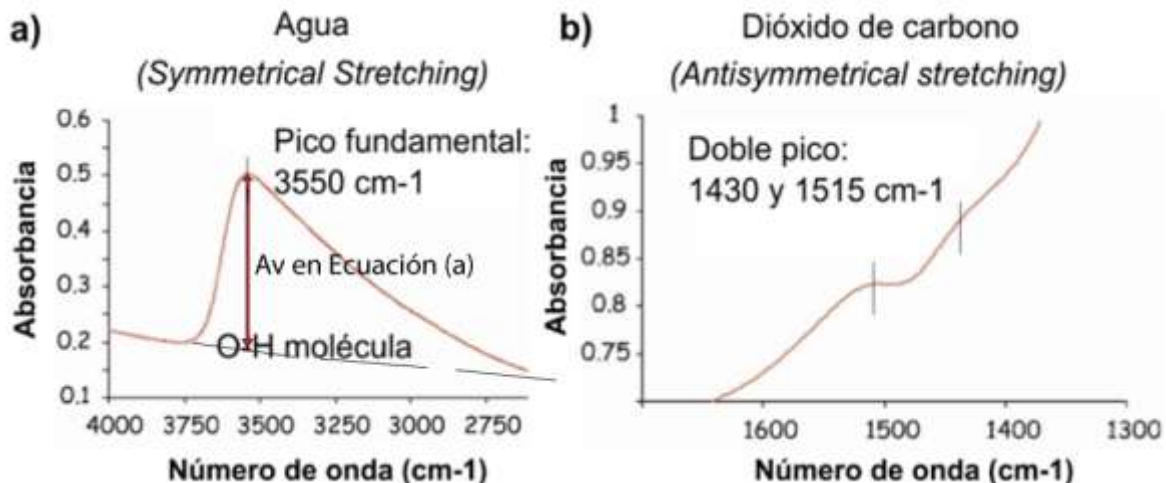 a)
Agua
(Symmetrical Stretching)
Absorbancia
0.6
0.5
0.4
0.3
0.2
0.1
Pico fundamental:
3550 cm-1
Av en Ecuación (a)
O-H molécula
4000 3750 3500 3250 3000 2750
Número de onda (cm-1)
b)
Dióxido de carbono
(Antisymmetrical stretching)
Absorbancia
1
0.95
0.9
0.85
0.8
0.75
Doble pico:
1430 y 1515 cm-1
1600 1500 1400 1300
Número de onda (cm-1)